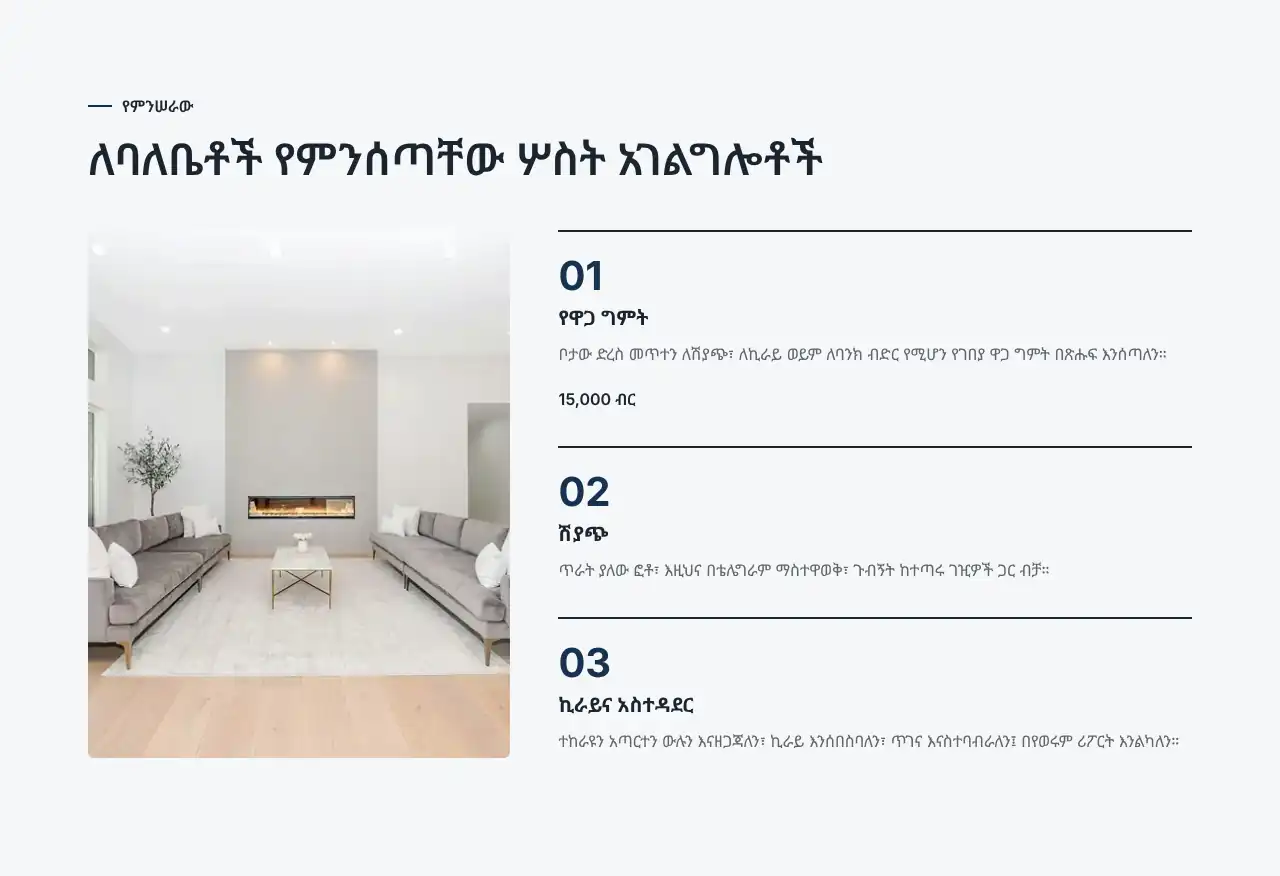 የምንሠራው
ለባለቤቶች የምንሰጣቸው ሦስት አገልግሎቶች
01
የዋጋ ግምት
ቦታው ድረስ መጥተን ለሽያጭ፣ ለኪራይ ወይም ለባንክ ብድር የሚሆን የገበያ ዋጋ ግምት በጽሑፍ እንሰጣለን።
15,000 ብር
02
ሽያጭ
ጥራት ያለው ፎቶ፣ እዚህና በቴሌግራም ማስተዋወቅ፣ ጉብኝት ከተጣሩ ገዢዎች ጋር ብቻ።
03
ኪራይና አስተዳደር
ተከራዩን አጣርተን ውሉን እናዘጋጃለን፣ ኪራይ እንሰበስባለን፣ ጥገና እናስተባብራለን፤ በየወሩም ሪፖርት እንልካለን።